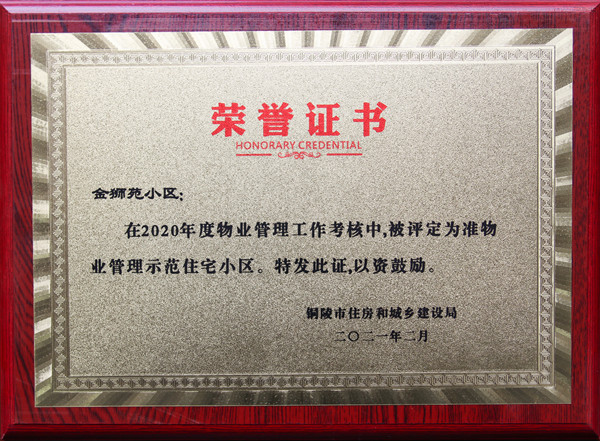 荣誉证书
HONORARY CREDENTIAL
金狮苑小区：
在2020年度物业管理工作考核中,被评定为准物
业管理示范住宅小区。特发此证,以资鼓励。
铜陵市住房和城乡建设局
二〇二一年二月